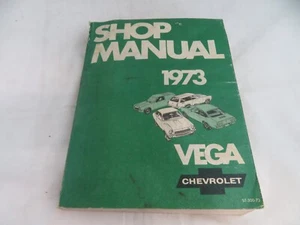 SHOP
MANUAL
1973
VEGA
CHEVROLET